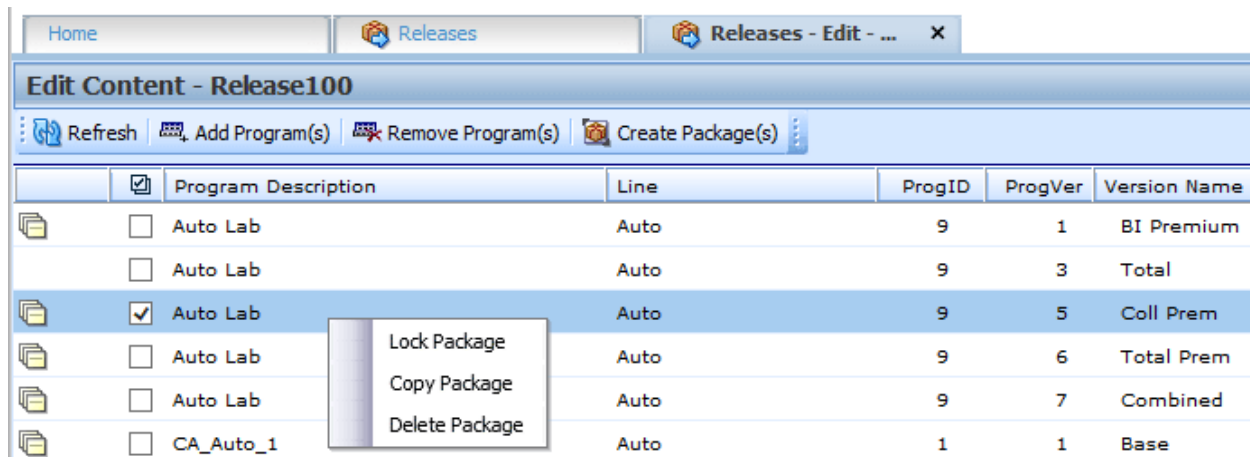 Home Releases Releases - Edit - ... ×
Edit Content - Release100
Refresh Add Program(s) Remove Program(s) Create Package(s)
Program Description Line ProgID ProgVer Version Name
Auto Lab Auto 9 1 BI Premium
Auto Lab Auto 9 3 Total
Auto Lab Auto 9 5 Coll Prem
Lock Package
Auto Lab Auto 9 6 Total Prem
Copy Package
Auto Lab Auto 9 7 Combined
Delete Package
CA_Auto_1 Auto 1 1 Base